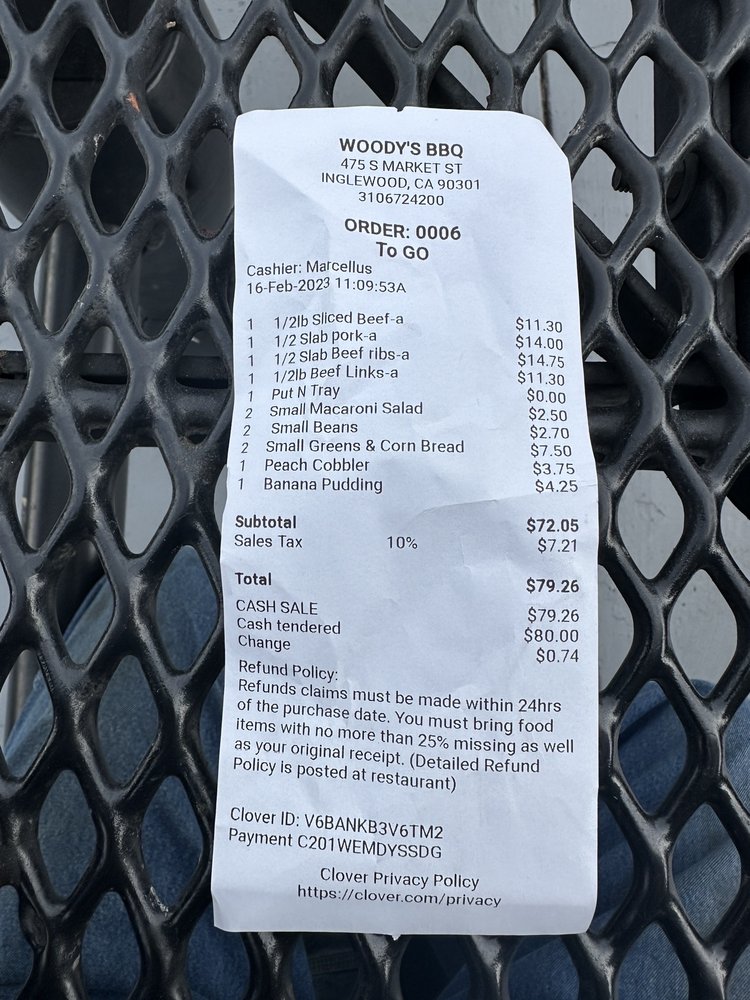 WOODY'S BBQ
475 S MARKET ST
INGLEWOOD, CA 90301
3106724200
ORDER: 0006
To GO
Cashier: Marcellus
16-Feb-2023 11:09:53A
1 1/2lb Sliced Beef-a $11.30
1 1/2 Slab pork-a $14.00
1 1/2 Slab Beef ribs-a $14.75
1 1/2lb Beef Links-a $11.30
1 Put N Tray $0.00
2 Small Macaroni Salad $2.50
2 Small Beans $2.70
2 Small Greens & Corn Bread $7.50
1 Peach Cobbler $3.75
1 Banana Pudding $4.25
Subtotal $72.05
Sales Tax 10% $7.21
Total $79.26
CASH SALE $79.26
Cash tendered $80.00
Change $0.74
Refund Policy:
Refunds claims must be made within 24hrs
of the purchase date. You must bring food
items with no more than 25% missing as well
as your original receipt. (Detailed Refund
Policy is posted at restaurant)
Clover ID: V6BANKB3V6TM2
Payment C201WEMDYSSDG
Clover Privacy Policy
https://clover.com/privacy